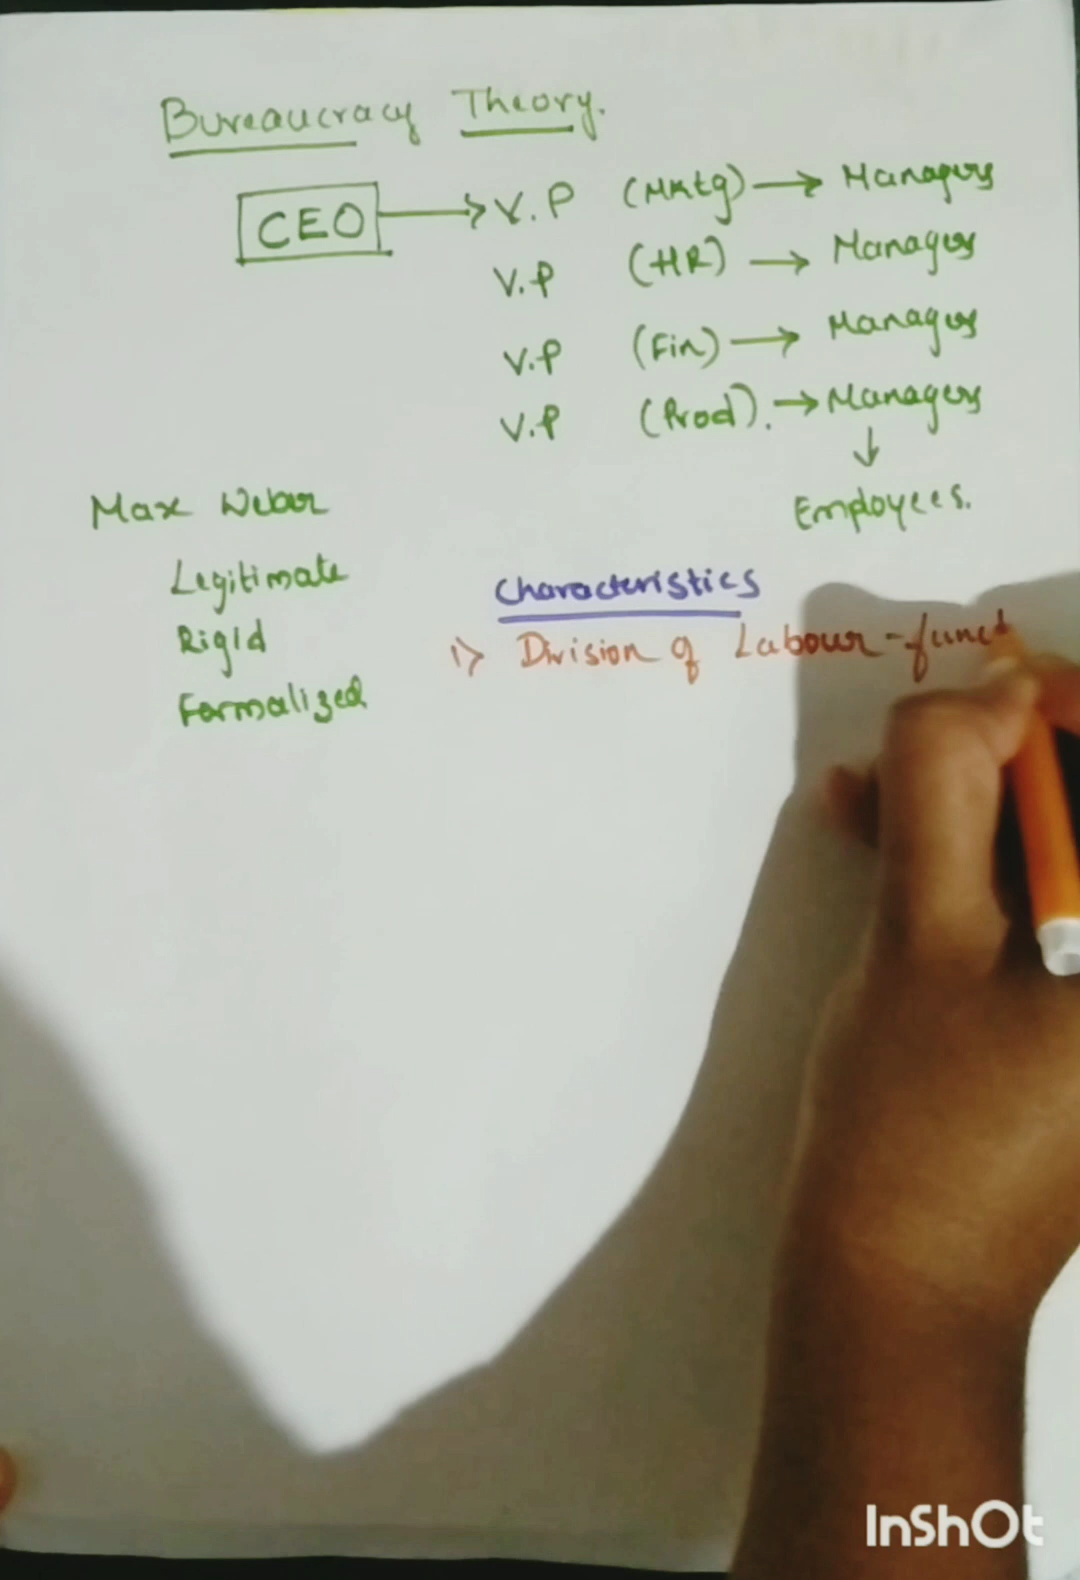 Bureaucracy Theory.
CEO → V.P (Mktg) → Managers
V.P (HR) → Managers
V.P (Fin) → Managers
V.P (Prod). → Managers
↓
Employees.
Max Weber
Legitimate
Rigid
Formalized
Characteristics
1) Division of Labour - funct
InShOt